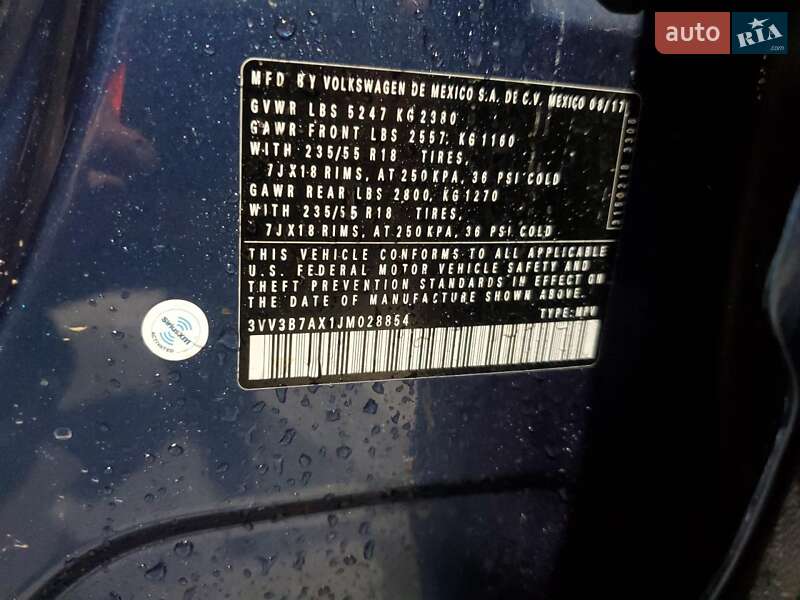 auto RIA
MFD BY VOLKSWAGEN DE MEXICO S.A. DE C.V. MEXICO 08/17
GVWR LBS 5247 KG 2380
GAWR FRONT LBS 2557, KG 1160
WITH 235/55 R18 TIRES,
7JX18 RIMS, AT 250 KPA, 36 PSI COLD
GAWR REAR LBS 2800, KG 1270
WITH 235/55 R18 TIRES,
7JX18 RIMS, AT 250 KPA, 36 PSI COLD
THIS VEHICLE CONFORMS TO ALL APPLICABLE
U.S. FEDERAL MOTOR VEHICLE SAFETY AND
THEFT PREVENTION STANDARDS IN EFFECT ON
THE DATE OF MANUFACTURE SHOWN ABOVE.
3VV3B7AX1JM028854 TYPE: MPV
siriusxm
ACTIVATED